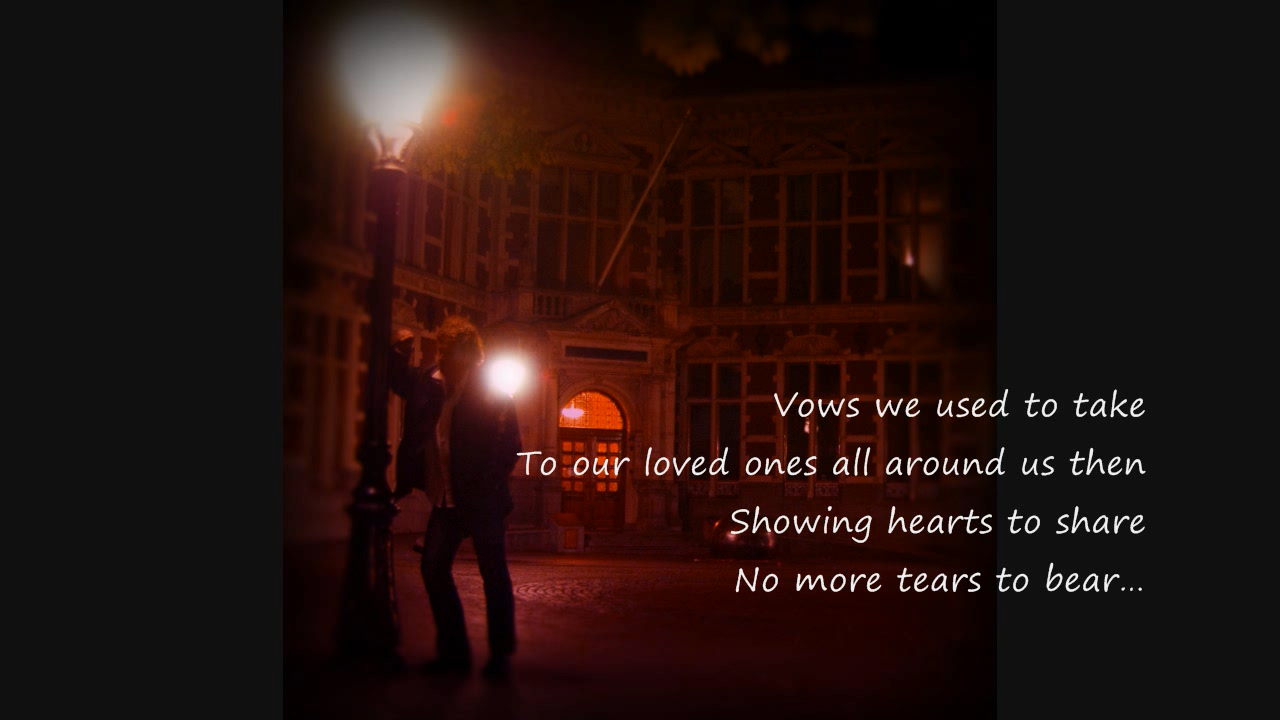 Vows we used to take
To our loved ones all around us then
Showing hearts to share
No more tears to bear...